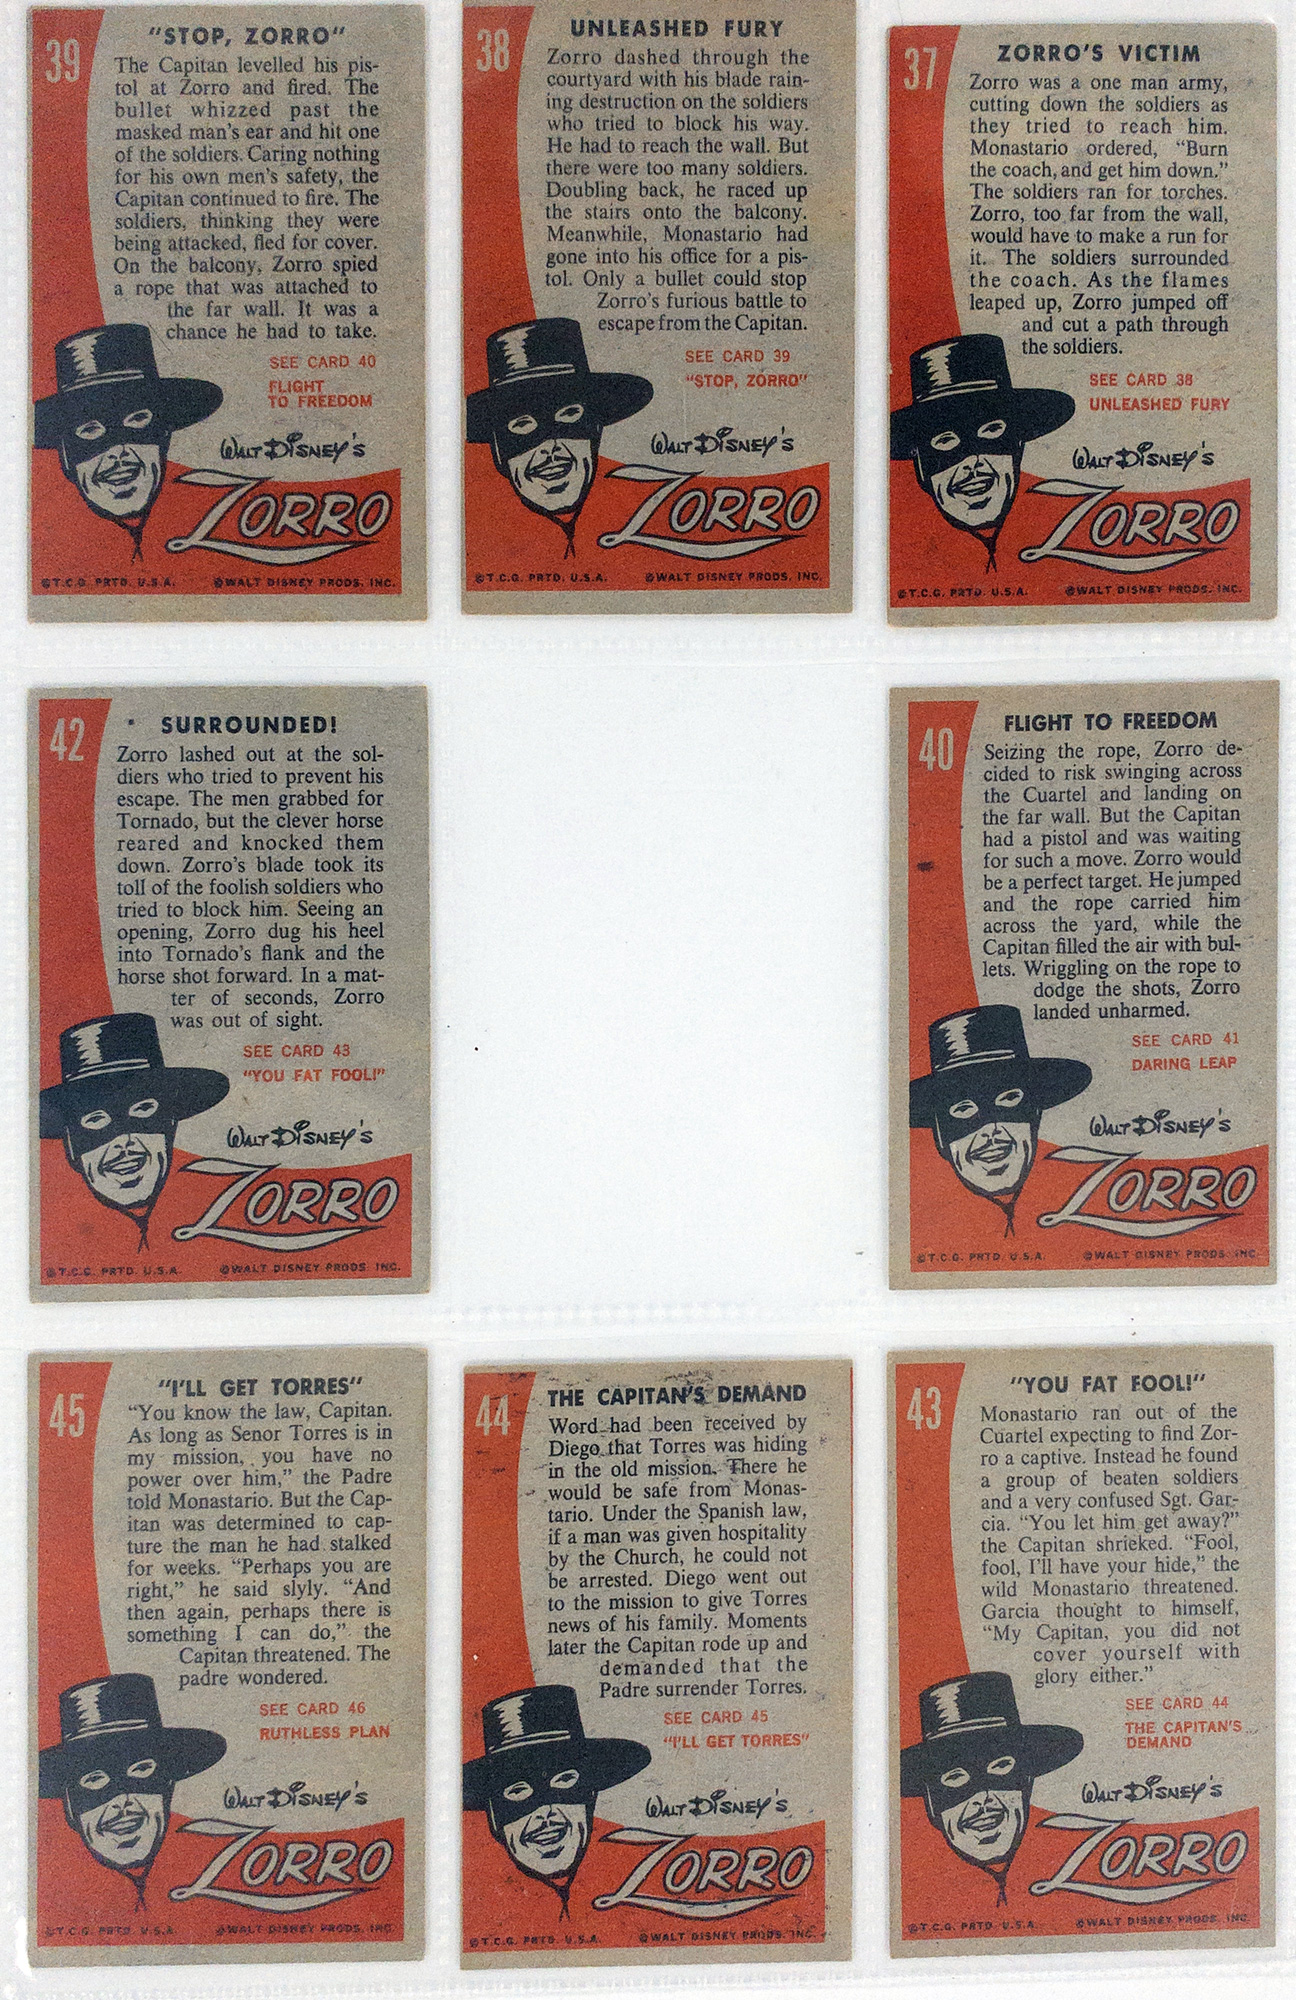 39
"STOP, ZORRO"
The Capitan levelled his pis-
tol at Zorro and fired. The
bullet whizzed past the
masked man's ear and hit one
of the soldiers. Caring nothing
for his own men's safety, the
Capitan continued to fire. The
soldiers, thinking they were
being attacked, fled for cover.
On the balcony, Zorro spied
a rope that was attached to
the far wall. It was a
chance he had to take.
SEE CARD 40
FLIGHT
TO FREEDOM
WALT DISNEY'S
ZORRO
©T.C.G. PRTD. U.S.A. ©WALT DISNEY PRODS. INC.
38
UNLEASHED FURY
Zorro dashed through the
courtyard with his blade rain-
ing destruction on the soldiers
who tried to block his way.
He had to reach the wall. But
there were too many soldiers.
Doubling back, he raced up
the stairs onto the balcony.
Meanwhile, Monastario had
gone into his office for a pis-
tol. Only a bullet could stop
Zorro's furious battle to
escape from the Capitan.
SEE CARD 39
"STOP, ZORRO"
WALT DISNEY'S
ZORRO
©T.C.G. PRTD. U.S.A. ©WALT DISNEY PRODS. INC.
37
ZORRO'S VICTIM
Zorro was a one man army,
cutting down the soldiers as
they tried to reach him.
Monastario ordered, "Burn
the coach, and get him down."
The soldiers ran for torches.
Zorro, too far from the wall,
would have to make a run for
it. The soldiers surrounded
the coach. As the flames
leaped up, Zorro jumped off
and cut a path through
the soldiers.
SEE CARD 38
UNLEASHED FURY
WALT DISNEY'S
ZORRO
©T.C.G. PRTD. U.S.A. ©WALT DISNEY PRODS. INC.
42
SURROUNDED!
Zorro lashed out at the sol-
diers who tried to prevent his
escape. The men grabbed for
Tornado, but the clever horse
reared and knocked them
down. Zorro's blade took its
toll of the foolish soldiers who
tried to block him. Seeing an
opening, Zorro dug his heel
into Tornado's flank and the
horse shot forward. In a mat-
ter of seconds, Zorro
was out of sight.
SEE CARD 43
"YOU FAT FOOL!"
WALT DISNEY'S
ZORRO
©T.C.G. PRTD. U.S.A. ©WALT DISNEY PRODS. INC.
40
FLIGHT TO FREEDOM
Seizing the rope, Zorro de-
cided to risk swinging across
the Cuartel and landing on
the far wall. But the Capitan
had a pistol and was waiting
for such a move. Zorro would
be a perfect target. He jumped
and the rope carried him
across the yard, while the
Capitan filled the air with bul-
lets. Wriggling on the rope to
dodge the shots, Zorro
landed unharmed.
SEE CARD 41
DARING LEAP
WALT DISNEY'S
ZORRO
©T.C.G. PRTD. U.S.A. ©WALT DISNEY PRODS. INC.
45
"I'LL GET TORRES"
"You know the law, Capitan.
As long as Senor Torres is in
my mission, you have no
power over him," the Padre
told Monastario. But the Cap-
itan was determined to cap-
ture the man he had stalked
for weeks. "Perhaps you are
right," he said slyly. "And
then again, perhaps there is
something I can do," the
Capitan threatened. The
padre wondered.
SEE CARD 46
RUTHLESS PLAN
WALT DISNEY'S
ZORRO
©T.C.G. PRTD. U.S.A. ©WALT DISNEY PRODS. INC.
44
THE CAPITAN'S DEMAND
Word had been received by
Diego that Torres was hiding
in the old mission. There he
would be safe from Monas-
tario. Under the Spanish law,
if a man was given hospitality
by the Church, he could not
be arrested. Diego went out
to the mission to give Torres
news of his family. Moments
later the Capitan rode up and
demanded that the
Padre surrender Torres.
SEE CARD 45
"I'LL GET TORRES"
WALT DISNEY'S
ZORRO
©T.C.G. PRTD. U.S.A. ©WALT DISNEY PRODS. INC.
43
"YOU FAT FOOL!"
Monastario ran out of the
Cuartel expecting to find Zor-
ro a captive. Instead he found
a group of beaten soldiers
and a very confused Sgt. Gar-
cia. "You let him get away?"
the Capitan shrieked. "Fool,
fool, I'll have your hide," the
wild Monastario threatened.
Garcia thought to himself,
"My Capitan, you did not
cover yourself with
glory either."
SEE CARD 44
THE CAPITAN'S
DEMAND
WALT DISNEY'S
ZORRO
©T.C.G. PRTD. U.S.A. ©WALT DISNEY PRODS. INC.